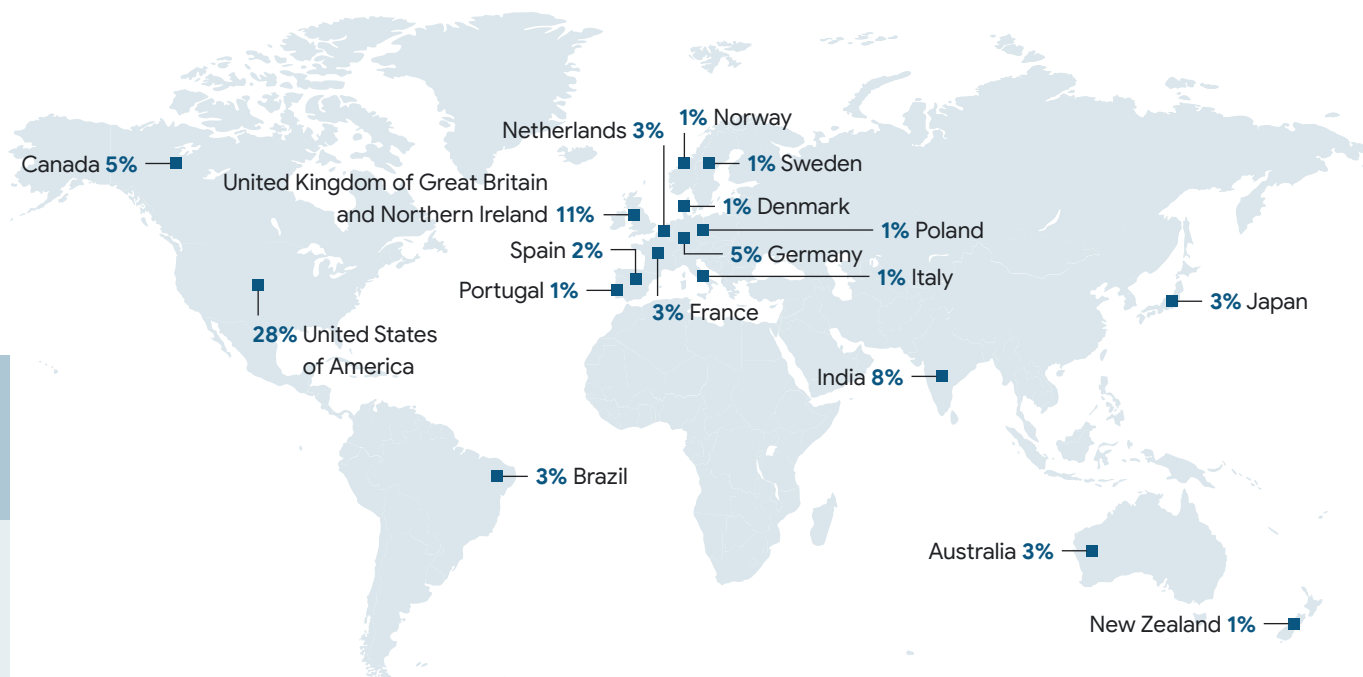 1% Norway
Netherlands 3%
Canada 5%
1% Sweden
United Kingdom of Great Britain
and Northern Ireland 11%
1% Denmark
1% Poland
Spain 2%
5% Germany
1% Italy
Portugal 1%
3% France
3% Japan
28% United States
of America
India 8%
3% Brazil
Australia 3%
New Zealand 1%